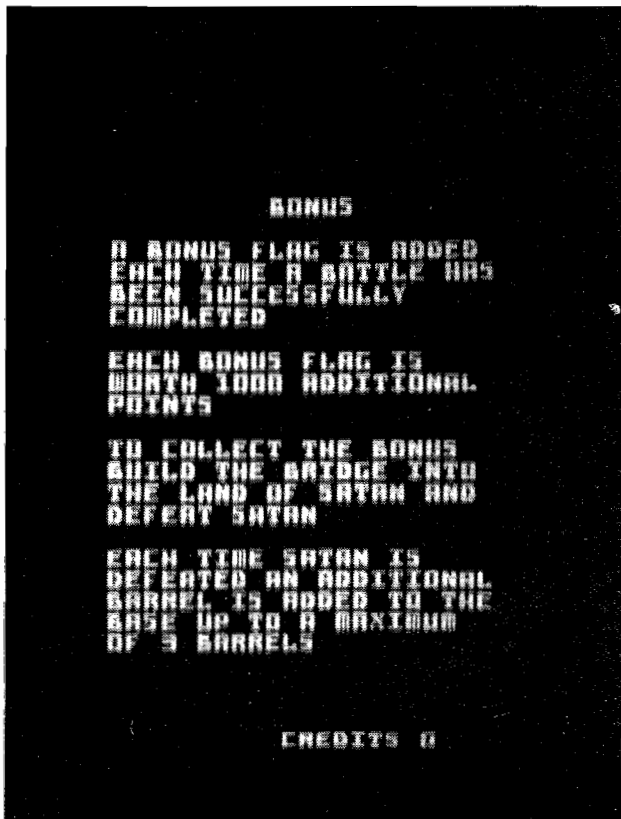 BONUS
A BONUS FLAG IS ADDED
EACH TIME A BATTLE HAS
BEEN SUCCESSFULLY
COMPLETED
EACH BONUS FLAG IS
WORTH 1000 ADDITIONAL
POINTS
TO COLLECT THE BONUS
BUILD THE BRIDGE INTO
THE LAND OF SATAN AND
DEFEAT SATAN
EACH TIME SATAN IS
DEFEATED AN ADDITIONAL
BARREL IS ADDED TO THE
BASE UP TO A MAXIMUM
OF 3 BARRELS
CREDITS 0